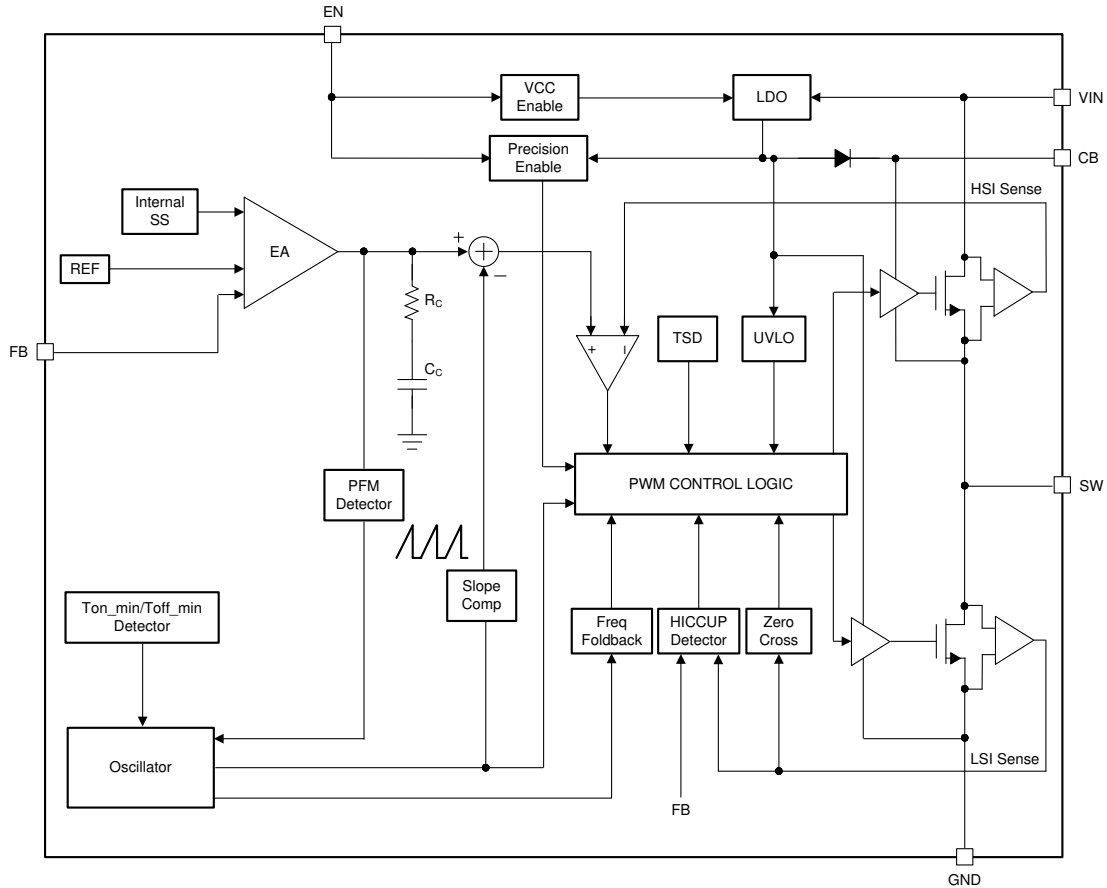 EN
VCC
Enable
LDO
VIN
Precision
Enable
CB
HSI Sense
Internal
SS
EA
REF
+
+
−
R_C
FB
C_C
+
−
TSD
UVLO
PWM CONTROL LOGIC
SW
PFM
Detector
Slope
Comp
Ton_min/Toff_min
Detector
Freq
Foldback
HICCUP
Detector
Zero
Cross
Oscillator
LSI Sense
FB
GND